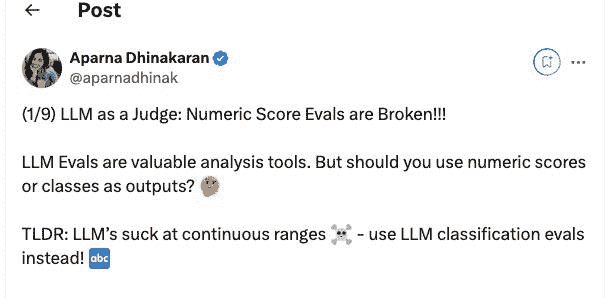 Post
Aparna Dhinakaran
@aparnadhinak
(1/9) LLM as a Judge: Numeric Score Evals are Broken!!!
LLM Evals are valuable analysis tools. But should you use numeric scores
or classes as outputs? 🤔
TLDR: LLM’s suck at continuous ranges ☠️ - use LLM classification evals
instead! 🔤